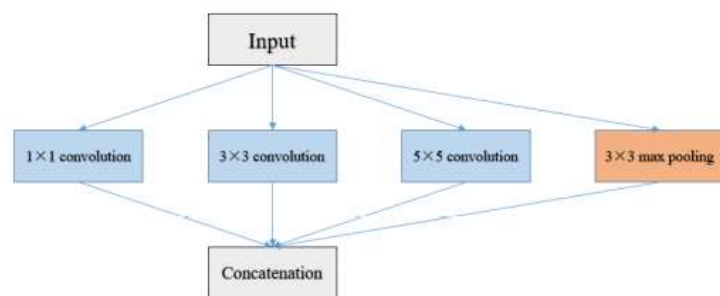 Input
1×1 convolution
3×3 convolution
5×5 convolution
3×3 max pooling
Concatenation